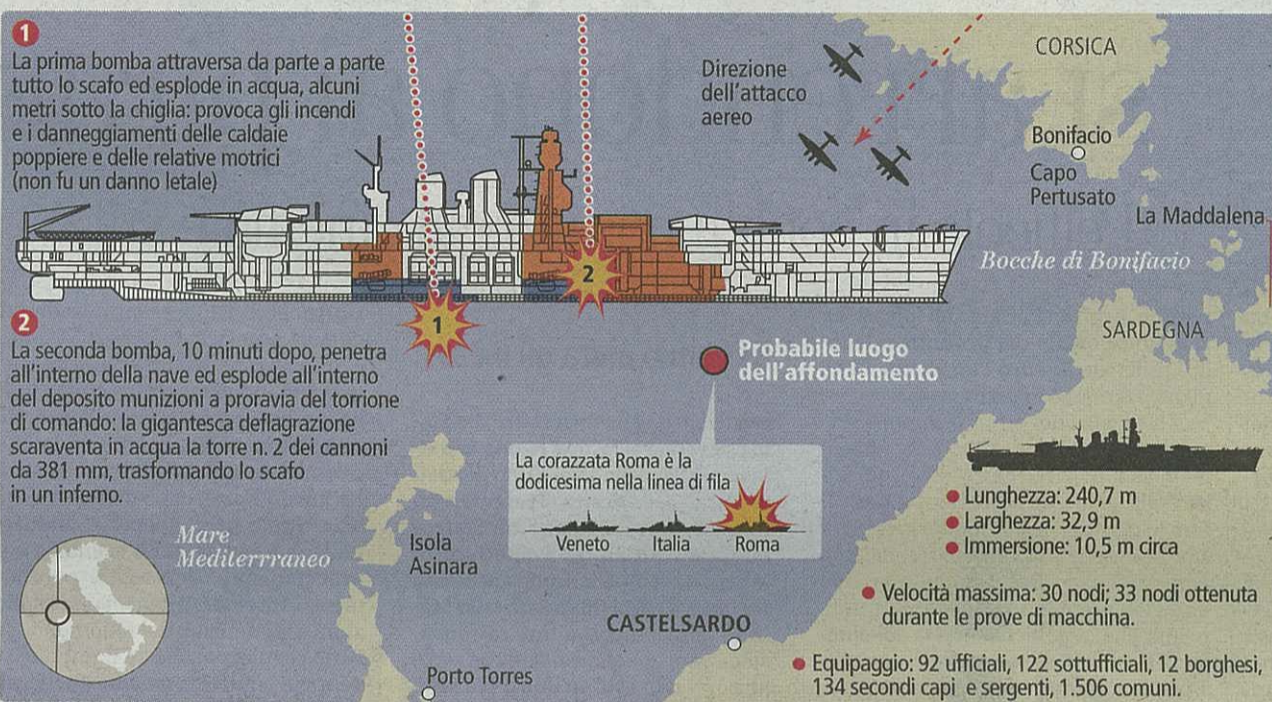 1
La prima bomba attraversa da parte a parte
tutto lo scafo ed esplode in acqua, alcuni
metri sotto la chiglia: provoca gli incendi
e i danneggiamenti delle caldaie
poppiere e delle relative motrici
(non fu un danno letale)
Direzione
dell'attacco
aereo
CORSICA
Bonifacio
Capo
Pertusato
La Maddalena
Bocche di Bonifacio
SARDEGNA
1
2
2
La seconda bomba, 10 minuti dopo, penetra
all'interno della nave ed esplode all'interno
del deposito munizioni a proravia del torrione
di comando: la gigantesca deflagrazione
scaraventa in acqua la torre n. 2 dei cannoni
da 381 mm, trasformando lo scafo
in un inferno.
Probabile luogo
dell'affondamento
La corazzata Roma è la
dodicesima nella linea di fila
Veneto Italia Roma
Mare
Mediterrraneo
Isola
Asinara
CASTELSARDO
Porto Torres
Lunghezza: 240,7 m
Larghezza: 32,9 m
Immersione: 10,5 m circa
Velocità massima: 30 nodi; 33 nodi ottenuta
durante le prove di macchina.
Equipaggio: 92 ufficiali, 122 sottufficiali, 12 borghesi,
134 secondi capi e sergenti, 1.506 comuni.